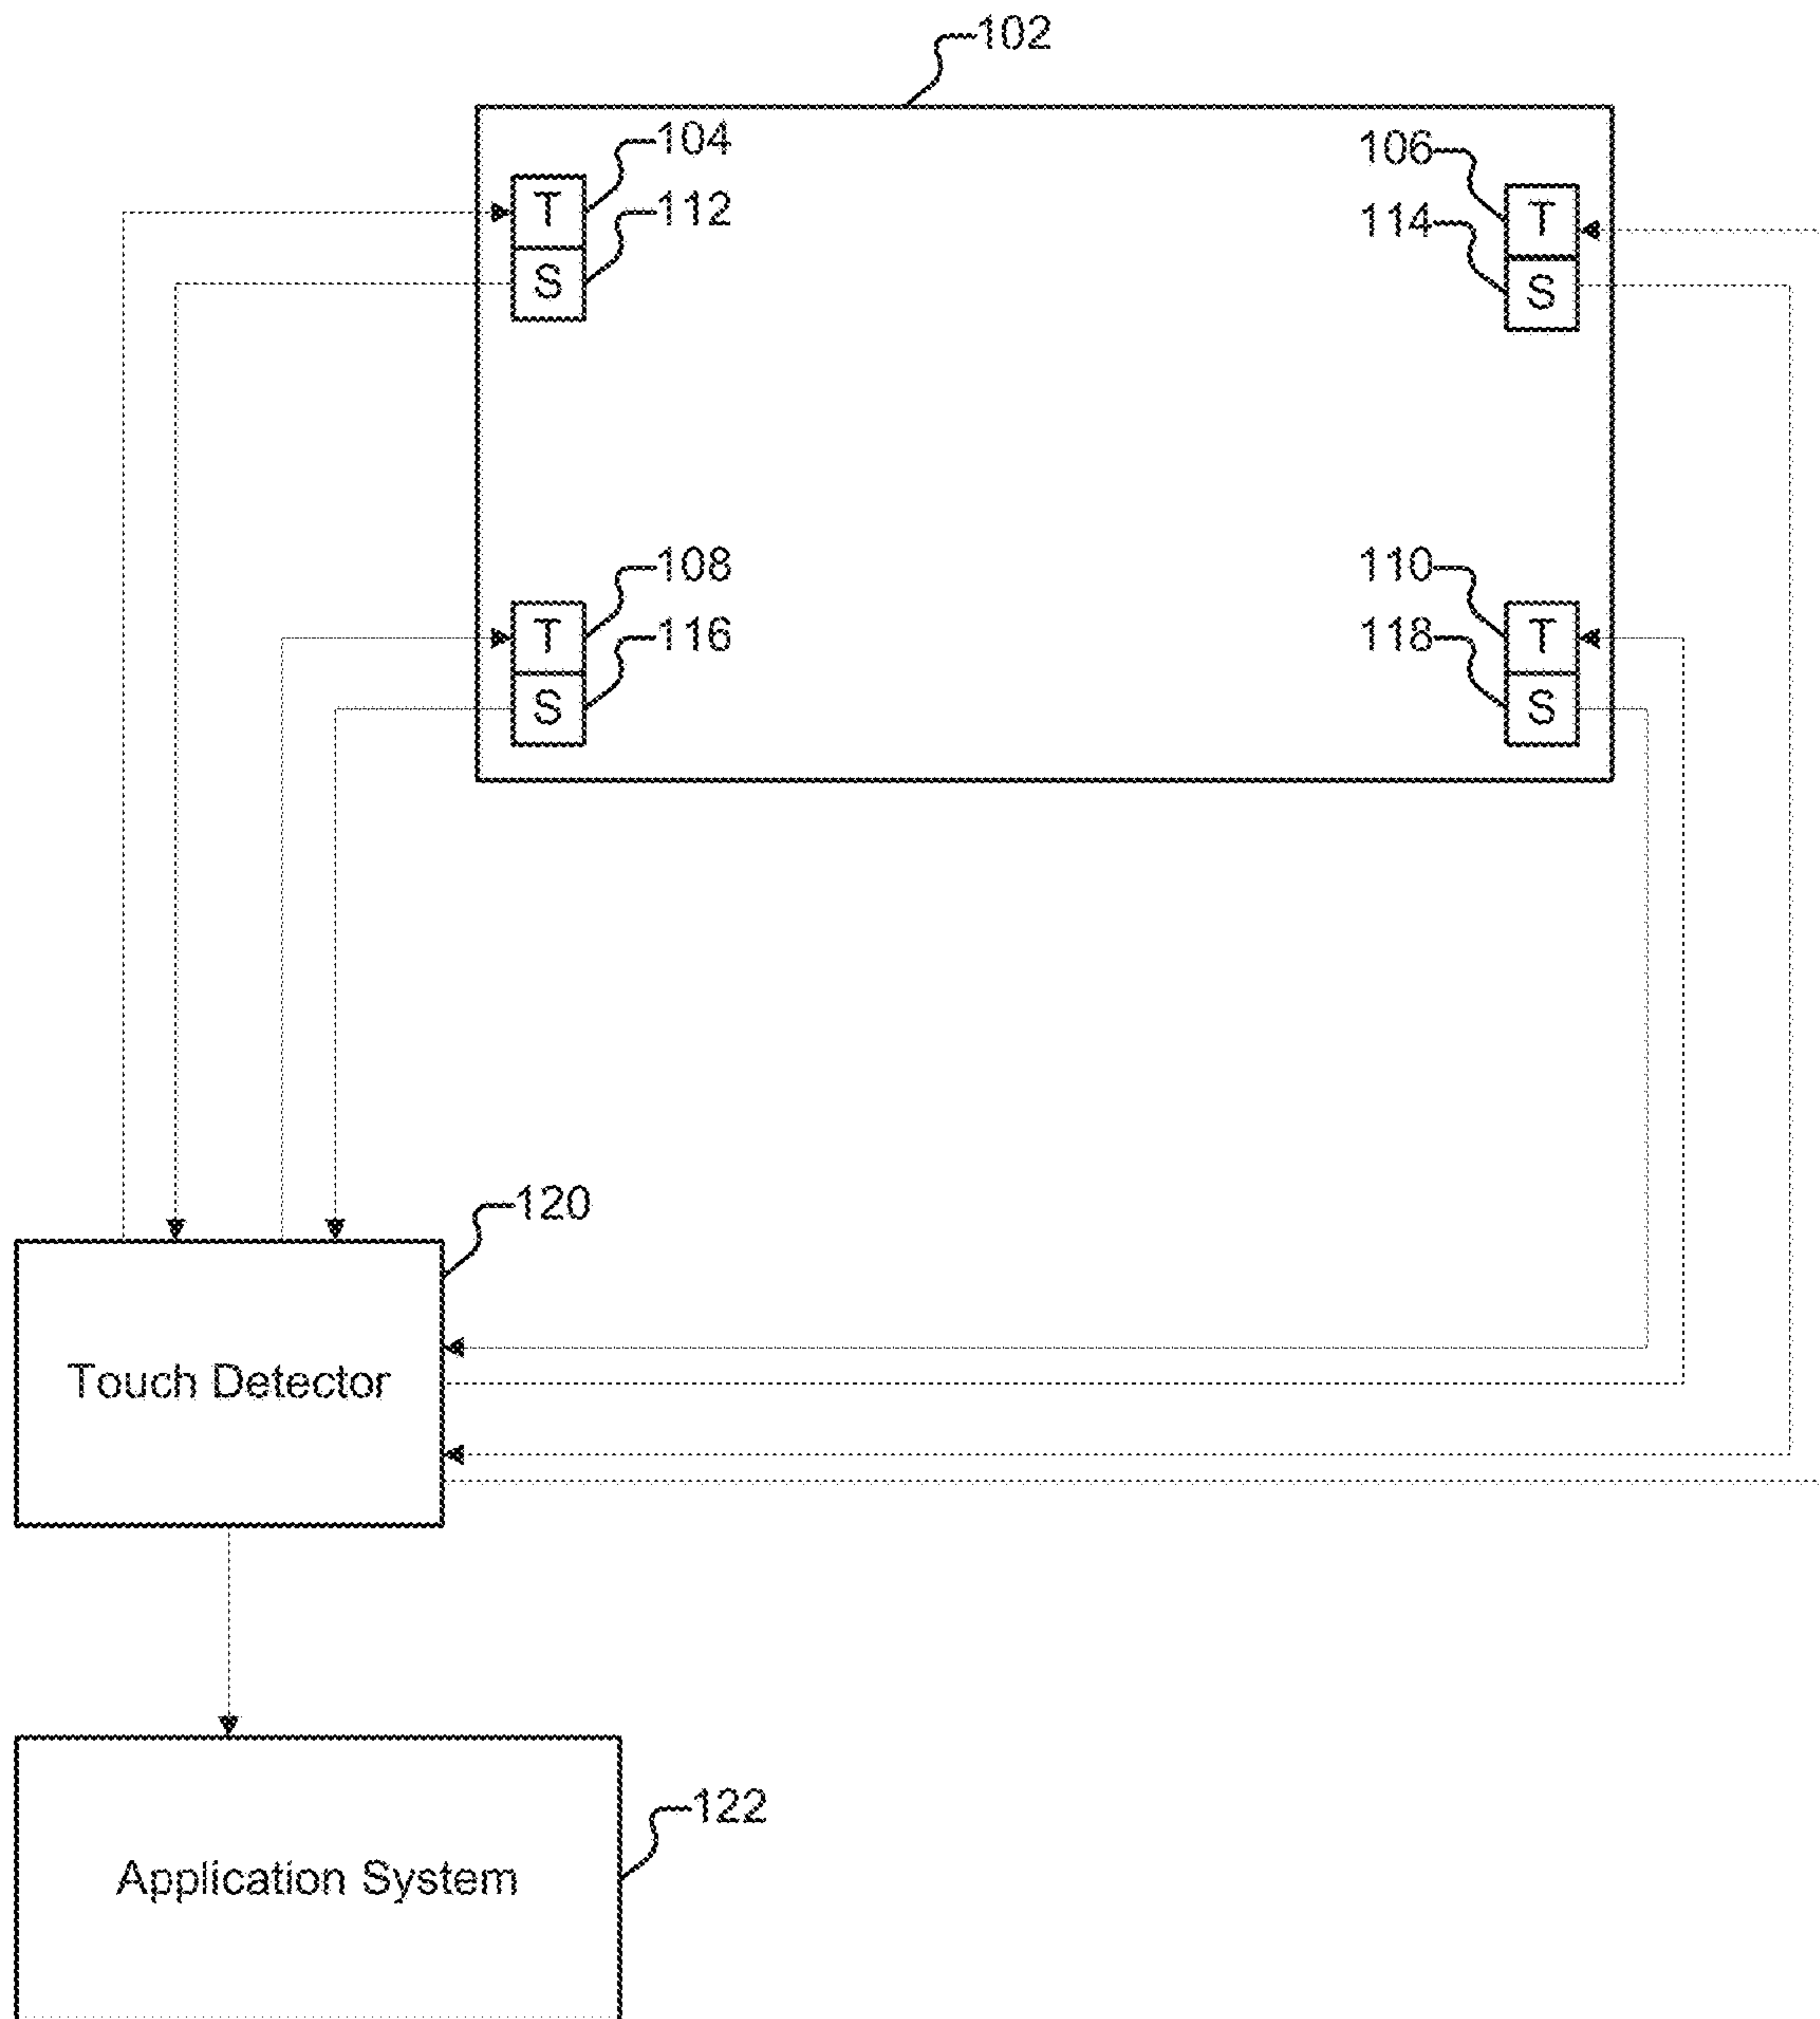 102
104
106
T
T
112
114
S
S
108
110
T
T
116
118
S
S
120
Touch Detector
122
Application System